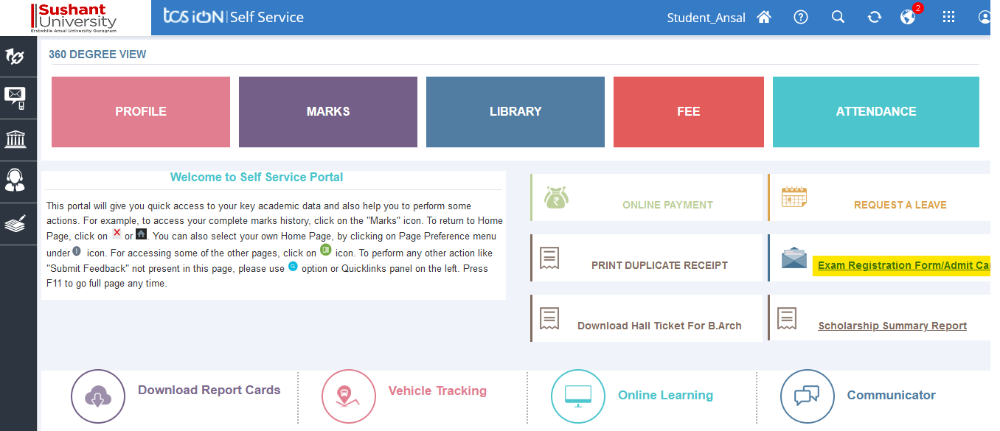 Sushant
University
Erstwhile Ansal University Gurugram
tcs iON | Self Service
Student_Ansal
2
360 DEGREE VIEW
PROFILE
MARKS
LIBRARY
FEE
ATTENDANCE
Welcome to Self Service Portal
This portal will give you quick access to your key academic data and also help you to perform some
actions. For example, to access your complete marks history, click on the "Marks" icon. To return to Home
Page, click on or . You can also select your own Home Page, by clicking on Page Preference menu
under icon. For accessing some of the other pages, click on icon. To perform any other action like
"Submit Feedback" not present in this page, please use option or Quicklinks panel on the left. Press
F11 to go full page any time.
ONLINE PAYMENT
REQUEST A LEAVE
PRINT DUPLICATE RECEIPT
Exam Registration Form/Admit Ca
Download Hall Ticket For B.Arch
Scholarship Summary Report
Download Report Cards
Vehicle Tracking
Online Learning
Communicator